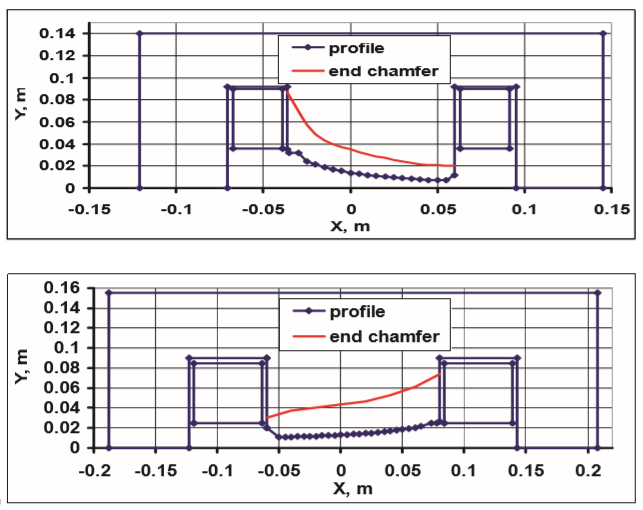 0.14
0.12
0.1
0.08
0.06
0.04
0.02
0
Y, m
profile
end chamfer
-0.15 -0.1 -0.05 0 0.05 0.1 0.15
X, m
0.16
0.14
0.12
0.1
0.08
0.06
0.04
0.02
0
Y, m
profile
end chamfer
-0.2 -0.15 -0.1 -0.05 0 0.05 0.1 0.15 0.2
X, m